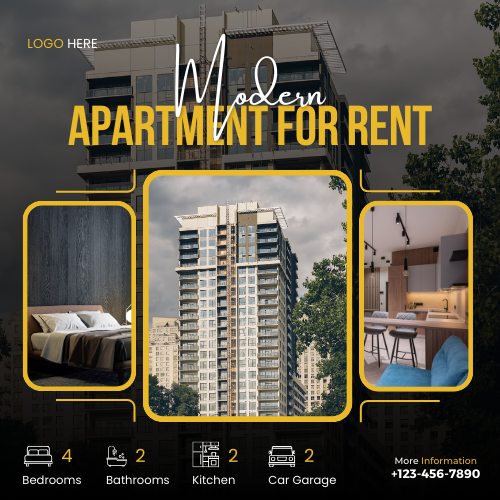 LOGO HERE
Modern
APARTMENT FOR RENT
4
Bedrooms
2
Bathrooms
2
Kitchen
2
Car Garage
More Information
+123-456-7890